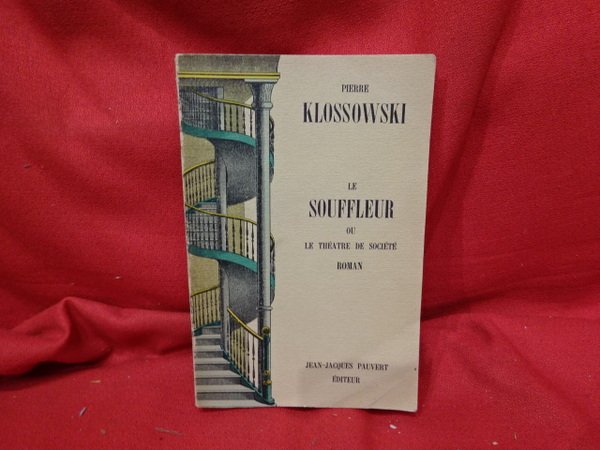 PIERRE
KLOSSOWSKI
LE
SOUFFLEUR
OU
LE THÉATRE DE SOCIÉTÉ
ROMAN
JEAN-JACQUES PAUVERT
ÉDITEUR